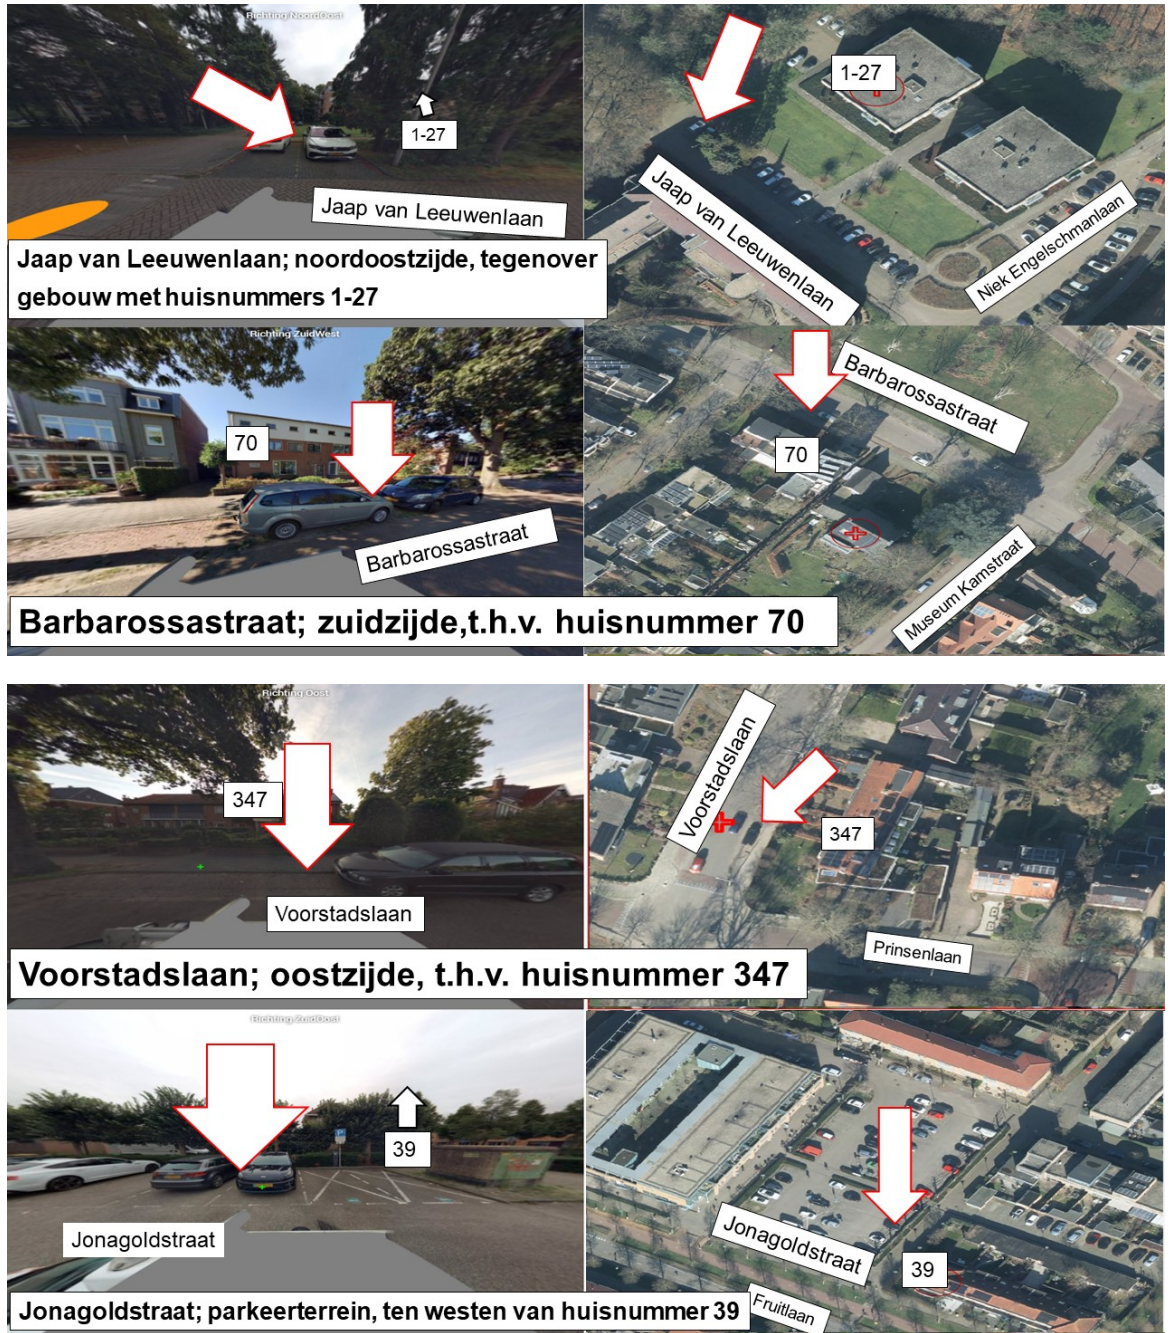 Richting NoordOost
1-27
Jaap van Leeuwenlaan
Jaap van Leeuwenlaan; noordoostzijde, tegenover
gebouw met huisnummers 1-27
1-27
Jaap van Leeuwenlaan
Niek Engelschmanlaan
Richting ZuidWest
70
Barbarossastraat
Barbarossastraat; zuidzijde,t.h.v. huisnummer 70
Barbarossastraat
70
Museum Kamstraat
Richting Oost
347
Voorstadslaan
Voorstadslaan; oostzijde, t.h.v. huisnummer 347
Voorstadslaan
347
Prinsenlaan
Richting ZuidOost
39
Jonagoldstraat
Jonagoldstraat; parkeerterrein, ten westen van huisnummer 39
Jonagoldstraat
39
Fruitlaan